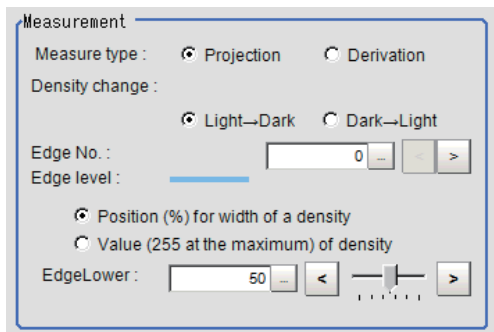 Measurement
Measure type : Projection Derivation
Density change :
Light→Dark Dark→Light
Edge No. : 0 ... < >
Edge level :
Position (%) for width of a density
Value (255 at the maximum) of density
EdgeLower : 50 ... < >